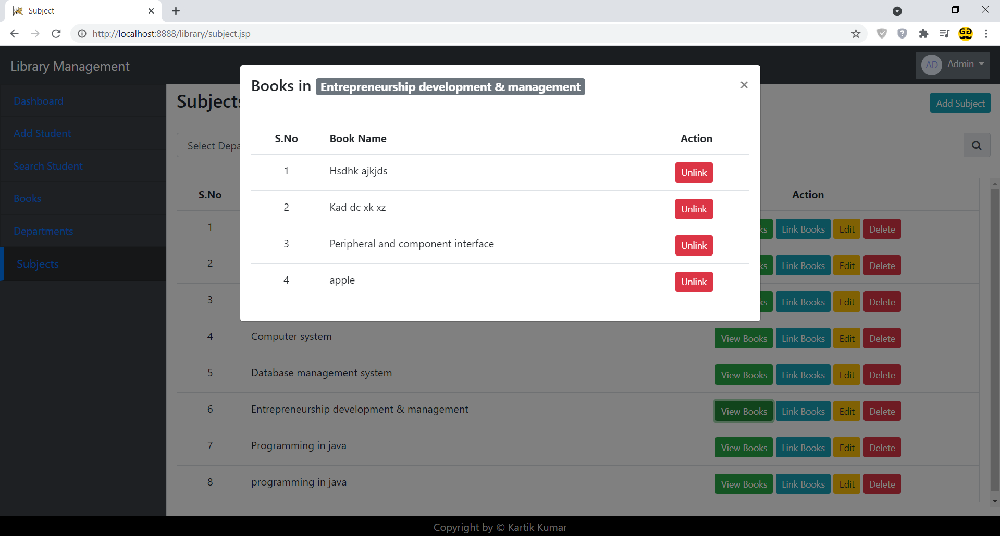 Subject
http://localhost:8888/library/subject.jsp
Library Management
AD Admin
Dashboard
Add Student
Search Student
Books
Departments
Subjects
Subjects
Add Subject
Select Depa
S.No Action
1 ks Link Books Edit Delete
2 ks Link Books Edit Delete
3 ks Link Books Edit Delete
4 Computer system View Books Link Books Edit Delete
5 Database management system View Books Link Books Edit Delete
6 Entrepreneurship development & management View Books Link Books Edit Delete
7 Programming in java View Books Link Books Edit Delete
8 programming in java View Books Link Books Edit Delete
Books in Entrepreneurship development & management ×
S.No Book Name Action
1 Hsdhk ajkjds Unlink
2 Kad dc xk xz Unlink
3 Peripheral and component interface Unlink
4 apple Unlink
Copyright by © Kartik Kumar